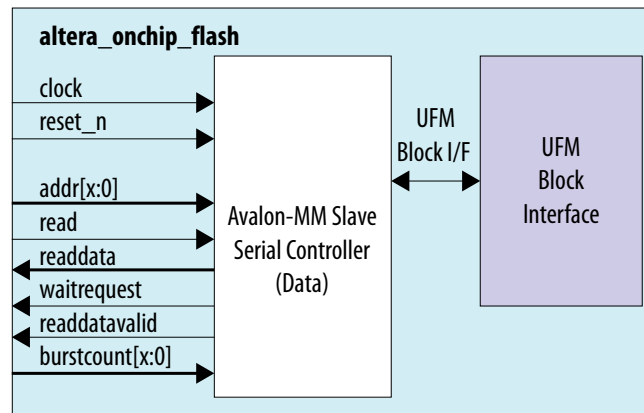 altera_onchip_flash
clock
reset_n
addr[x:0]
read
readdata
waitrequest
readdatavalid
burstcount[x:0]
Avalon-MM Slave
Serial Controller
(Data)
UFM
Block I/F
UFM
Block
Interface